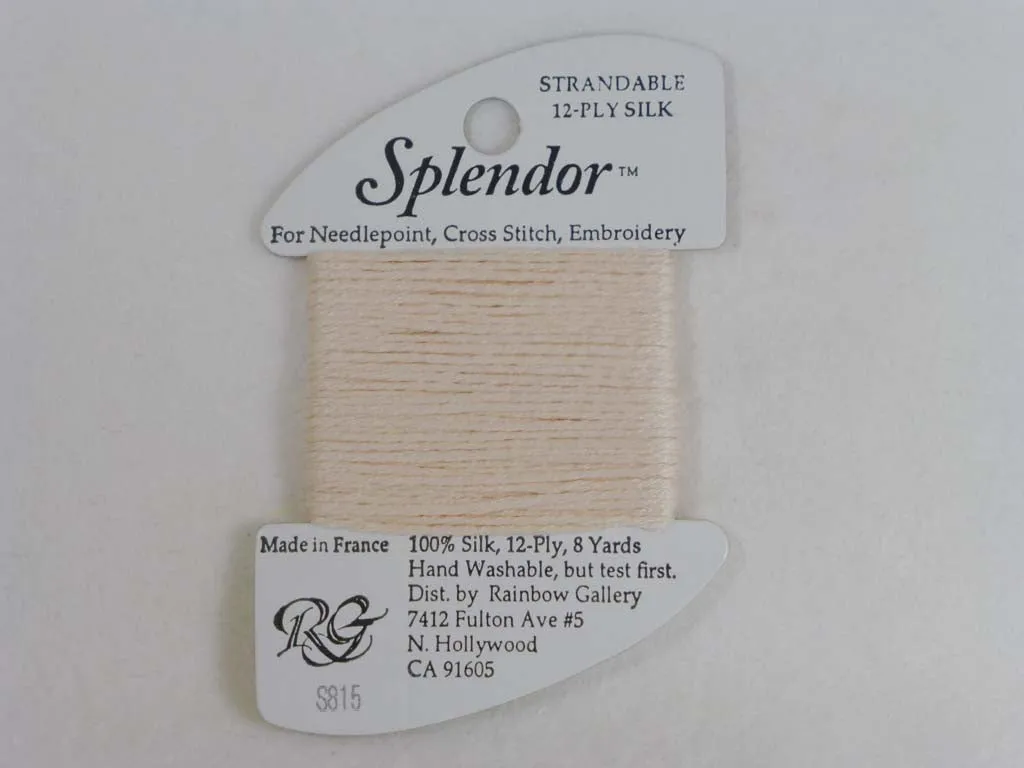 STRANDABLE
12-PLY SILK
Splendor™
For Needlepoint, Cross Stitch, Embroidery
Made in France
100% Silk, 12-Ply, 8 Yards
Hand Washable, but test first.
Dist. by Rainbow Gallery
7412 Fulton Ave #5
N. Hollywood
CA 91605
RG
S815